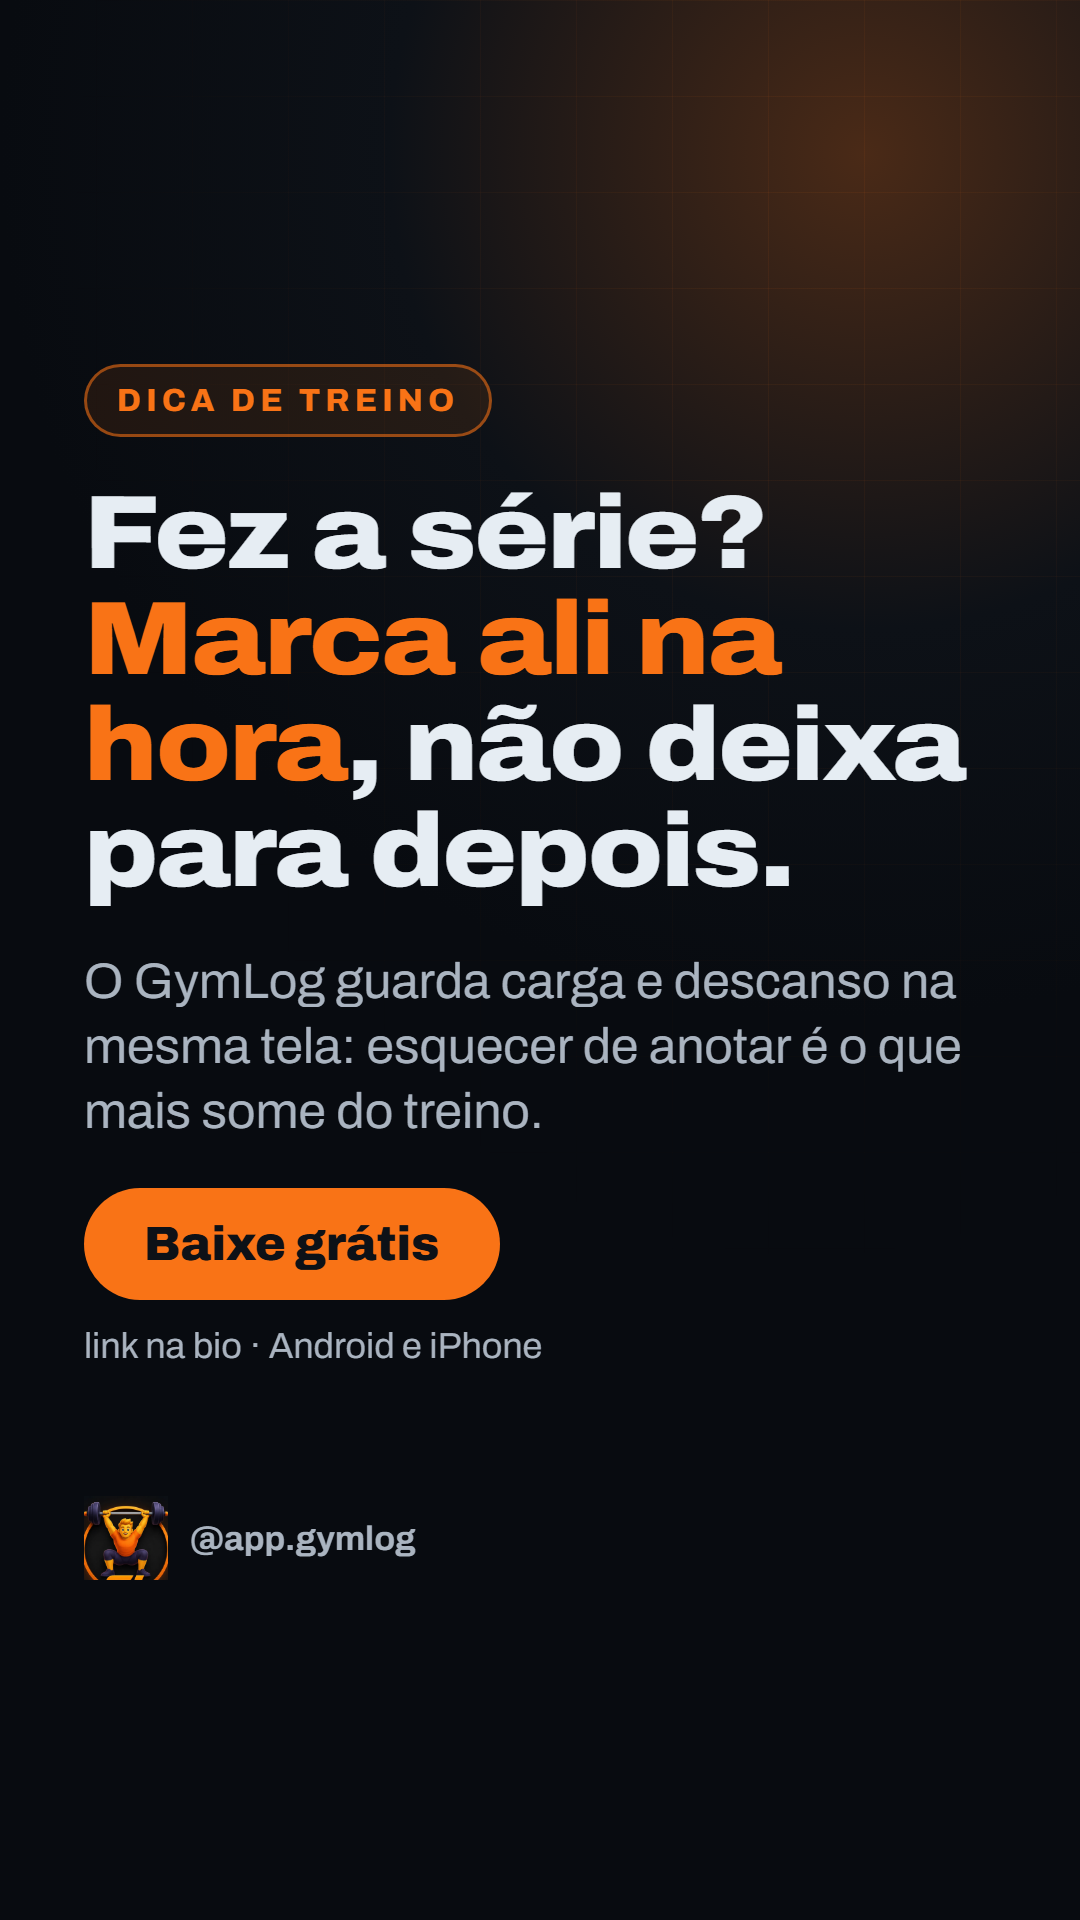 DICA DE TREINO
Fez a série?
Marca ali na
hora, não deixa
para depois.
O GymLog guarda carga e descanso na
mesma tela: esquecer de anotar é o que
mais some do treino.
Baixe grátis
link na bio · Android e iPhone
@app.gymlog